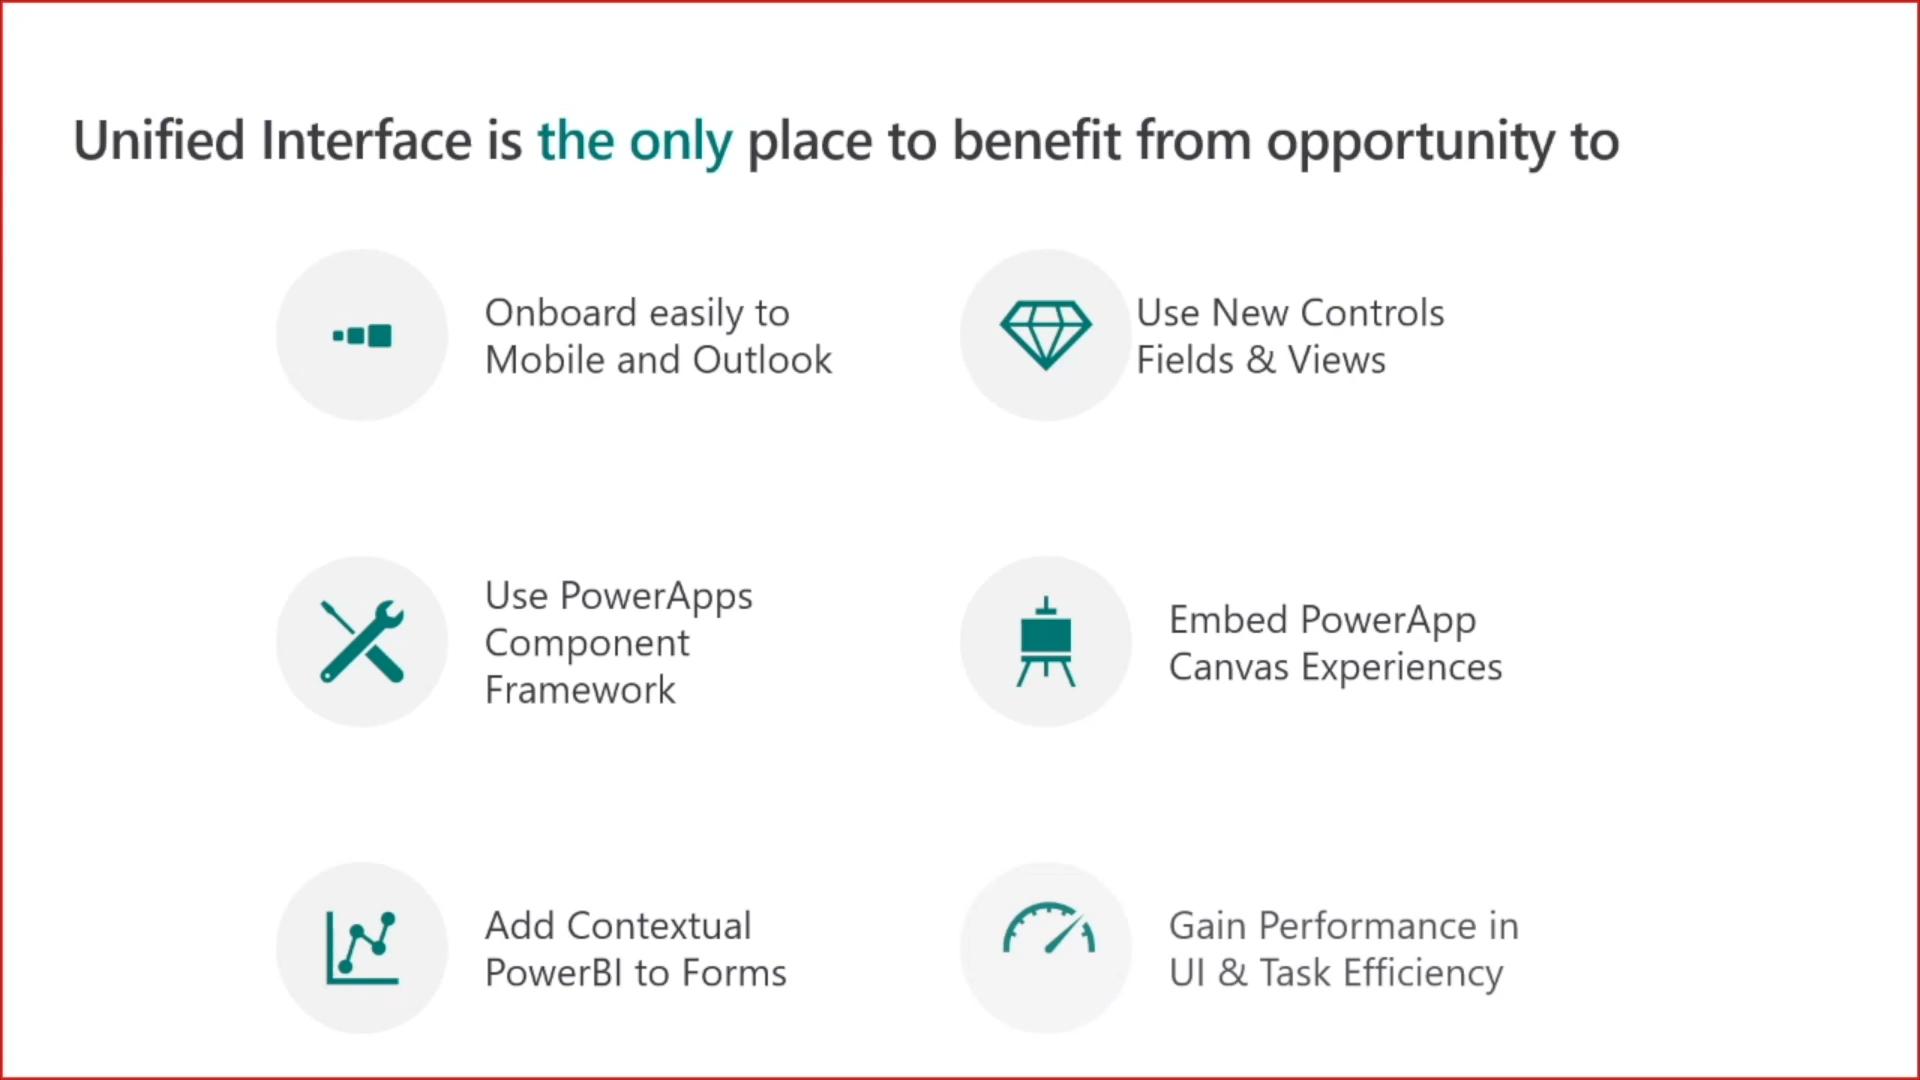 Unified Interface is the only place to benefit from opportunity to
Onboard easily to
Mobile and Outlook
Use New Controls
Fields & Views
Use PowerApps
Component
Framework
Embed PowerApp
Canvas Experiences
Add Contextual
PowerBI to Forms
Gain Performance in
UI & Task Efficiency